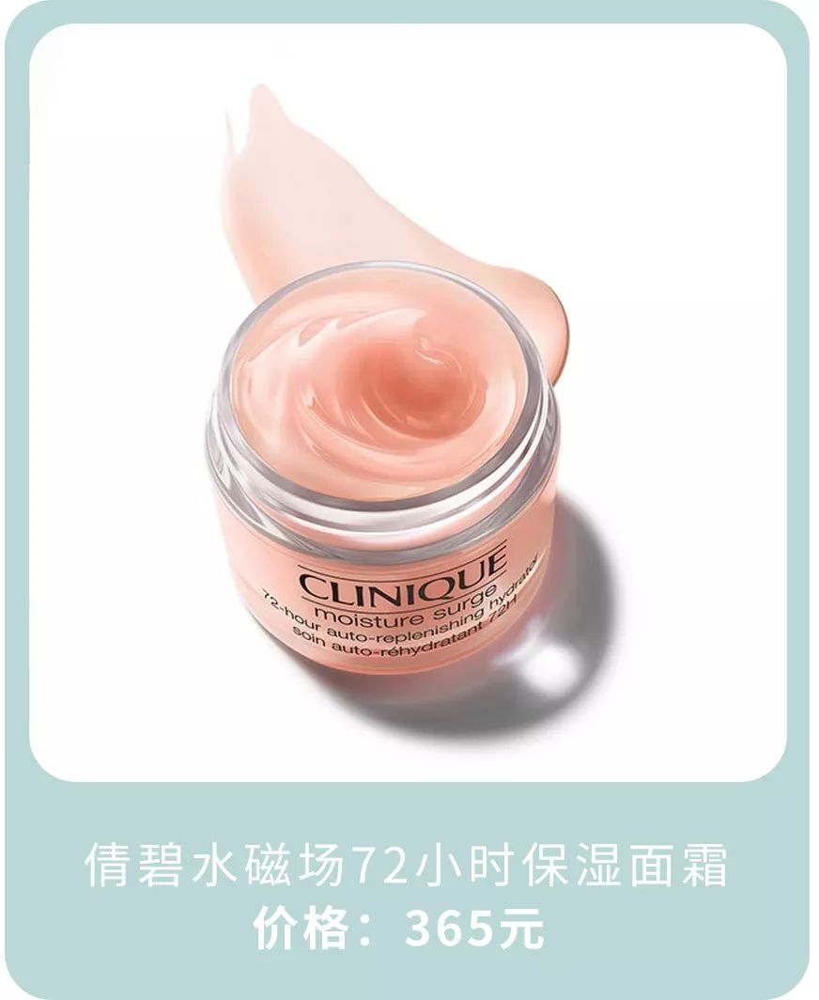 CLINIQUE
moisture surge
72-hour auto-replenishing hydrator
soin auto-réhydratant 72H
倩碧水磁场72小时保湿面霜
价格：365元